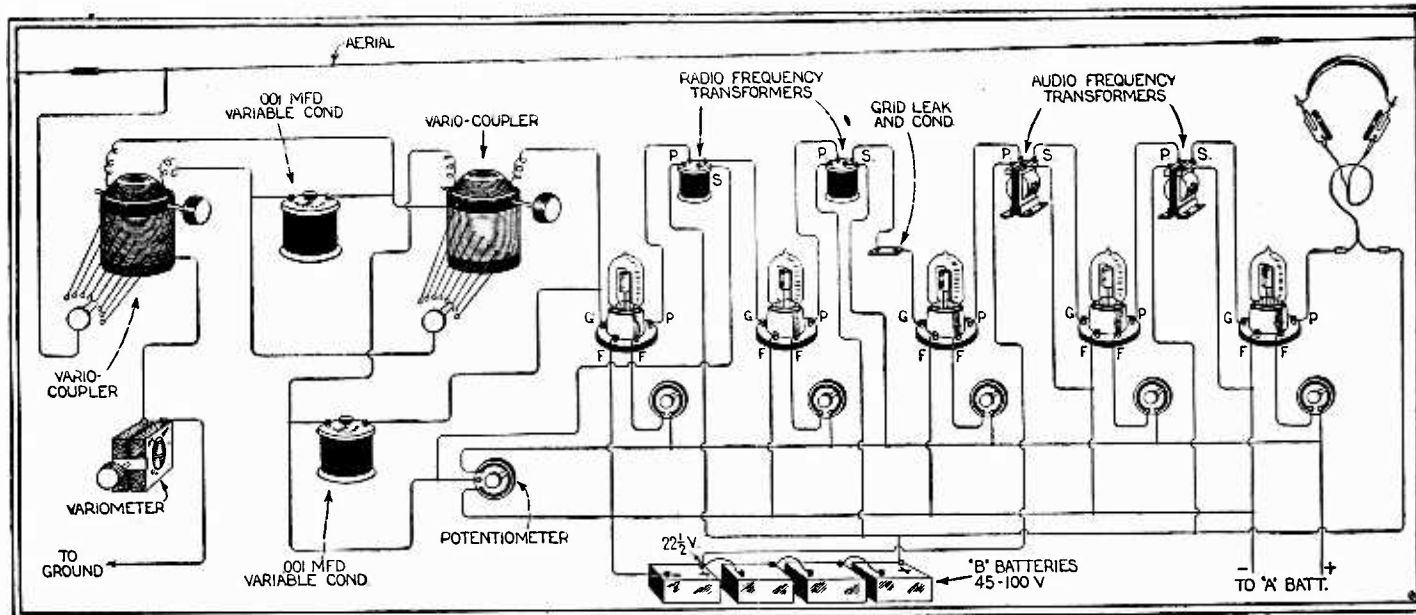 AERIAL
.001 MFD
VARIABLE COND
VARIO-COUPLER
RADIO FREQUENCY
TRANSFORMERS
GRID LEAK
AND COND.
AUDIO FREQUENCY
TRANSFORMERS
P
S
P
S.
P
S
P
S.
G
P
F
F
G
P
F
F
G
P
F
F
G
P
F
F
G
P
F
F
VARIO-
COUPLER
VARIOMETER
TO
GROUND
.001 MFD
VARIABLE COND
POTENTIOMETER
22½ V
"B" BATTERIES
45-100 V
- +
TO "A" BATT.